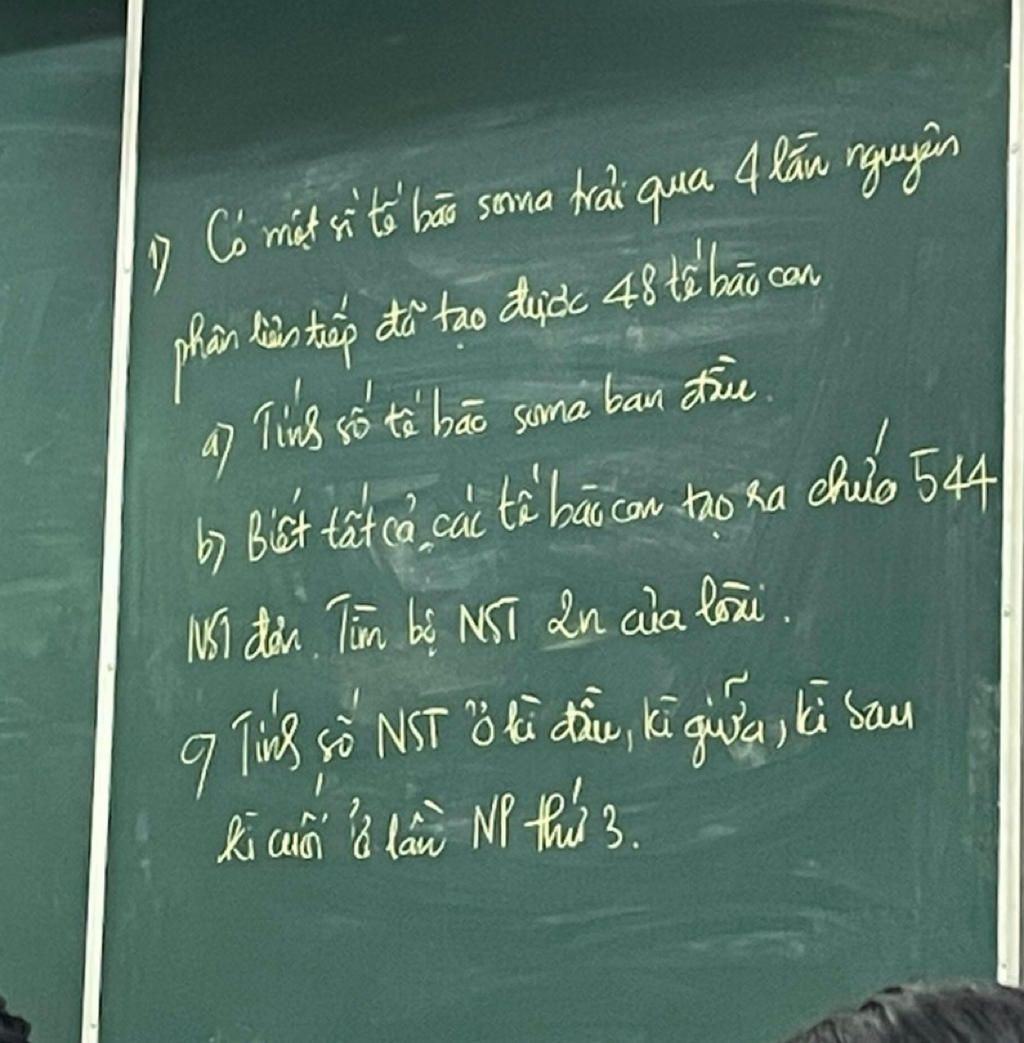 1) Có một số tế bào soma trải qua 4 lần nguyên
phân liên tiếp đã tạo được 48 tế bào con
a) Tính số tế bào soma ban đầu.
b) Biết tất cả các tế bào con tạo ra chứa 544
NST đơn. Tìm bộ NST 2n của loài.
c) Tính số NST ở kì đầu, kì giữa, kì sau
kì cuối ở lần NP thứ 3.